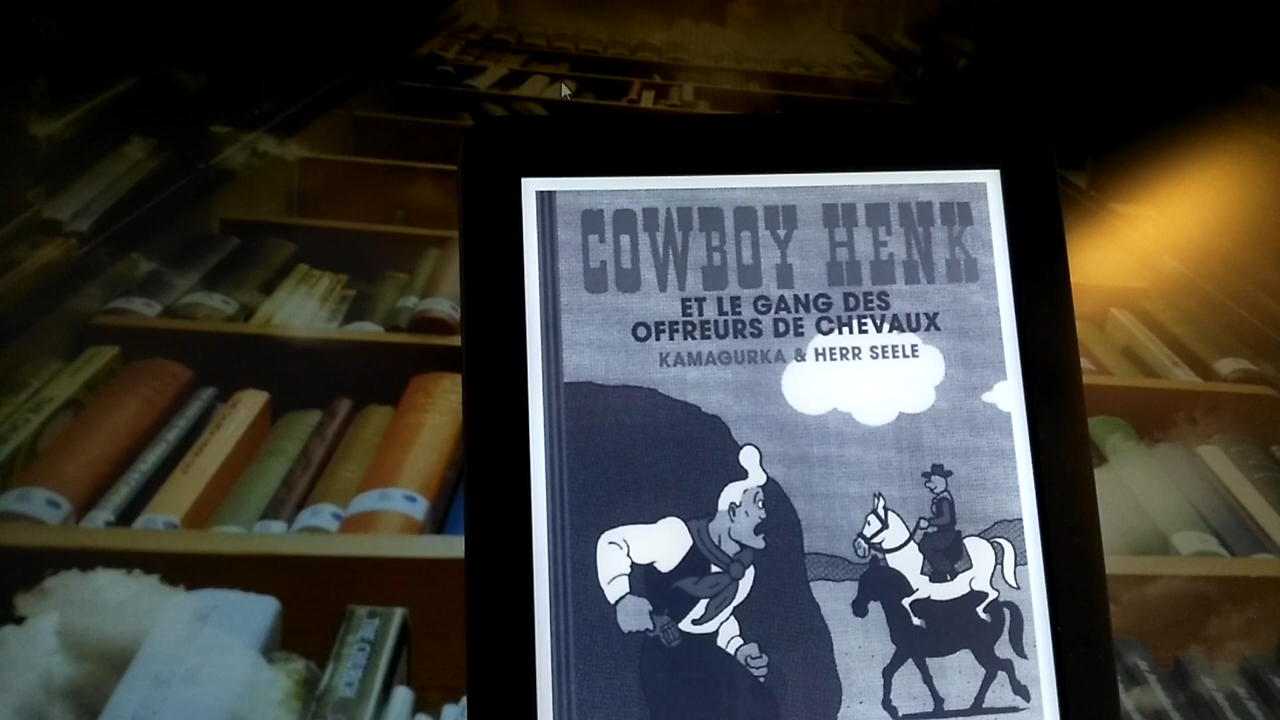 COWBOY HENK
ET LE GANG DES
OFFREURS DE CHEVAUX
KAMAGURKA & HERR SEELE